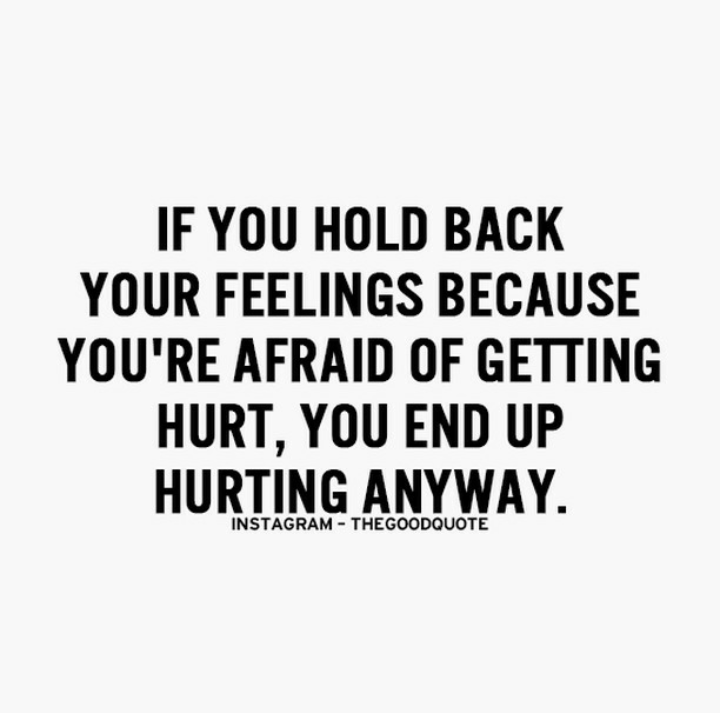 IF YOU HOLD BACK
YOUR FEELINGS BECAUSE
YOU'RE AFRAID OF GETTING
HURT, YOU END UP
HURTING ANYWAY.
INSTAGRAM - THEGOODQUOTE